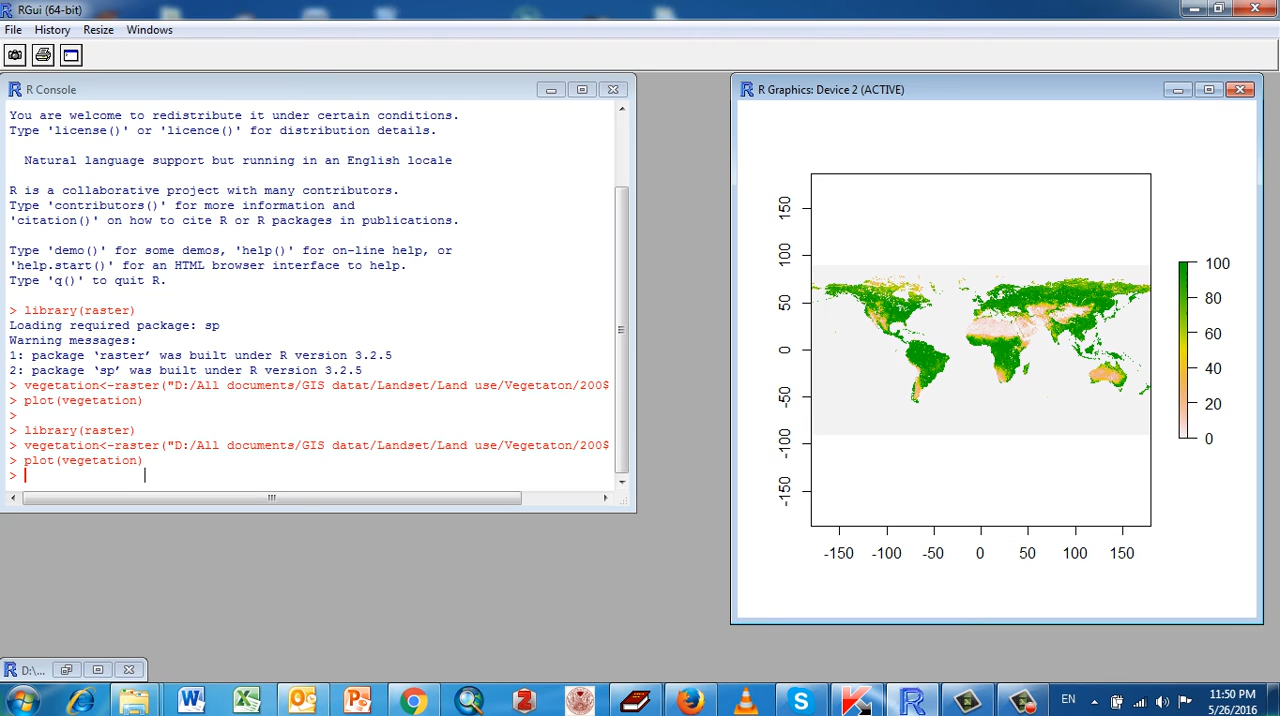 RGui (64-bit)
File History Resize Windows
R Console
You are welcome to redistribute it under certain conditions.
Type 'license()' or 'licence()' for distribution details.
Natural language support but running in an English locale
R is a collaborative project with many contributors.
Type 'contributors()' for more information and
'citation()' on how to cite R or R packages in publications.
Type 'demo()' for some demos, 'help()' for on-line help, or
'help.start()' for an HTML browser interface to help.
Type 'q()' to quit R.
> library(raster)
Loading required package: sp
Warning messages:
1: package ‘raster’ was built under R version 3.2.5
2: package ‘sp’ was built under R version 3.2.5
> vegetation<-raster("D:/All documents/GIS datat/Landset/Land use/Vegetaton/200$
> plot(vegetation)
>
> library(raster)
> vegetation<-raster("D:/All documents/GIS datat/Landset/Land use/Vegetaton/200$
> plot(vegetation)
>
R Graphics: Device 2 (ACTIVE)
150
100
50
0
-50
-100
-150
-150 -100 -50 0 50 100 150
100
80
60
40
20
0
D:\...
EN
11:50 PM
5/26/2016